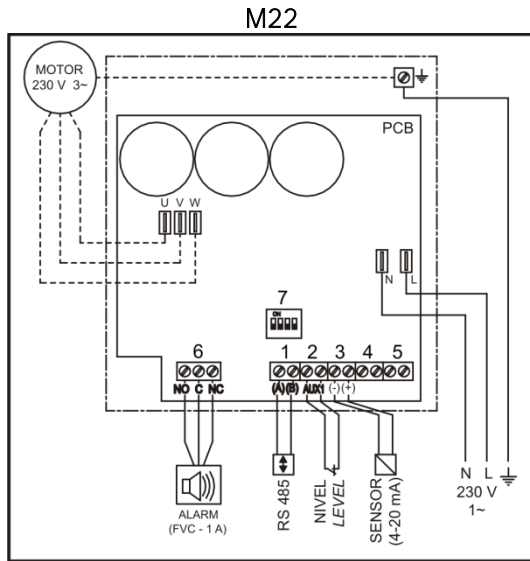 M22
MOTOR
230 V 3~
PCB
U V W
N L
7
ON
6 1 2 3 4 5
NO C NC (A) (B) AUX1 (-) (+)
ALARM
(FVC - 1 A)
RS 485
NIVEL
LEVEL
SENSOR
(4-20 mA)
N L
230 V
1~